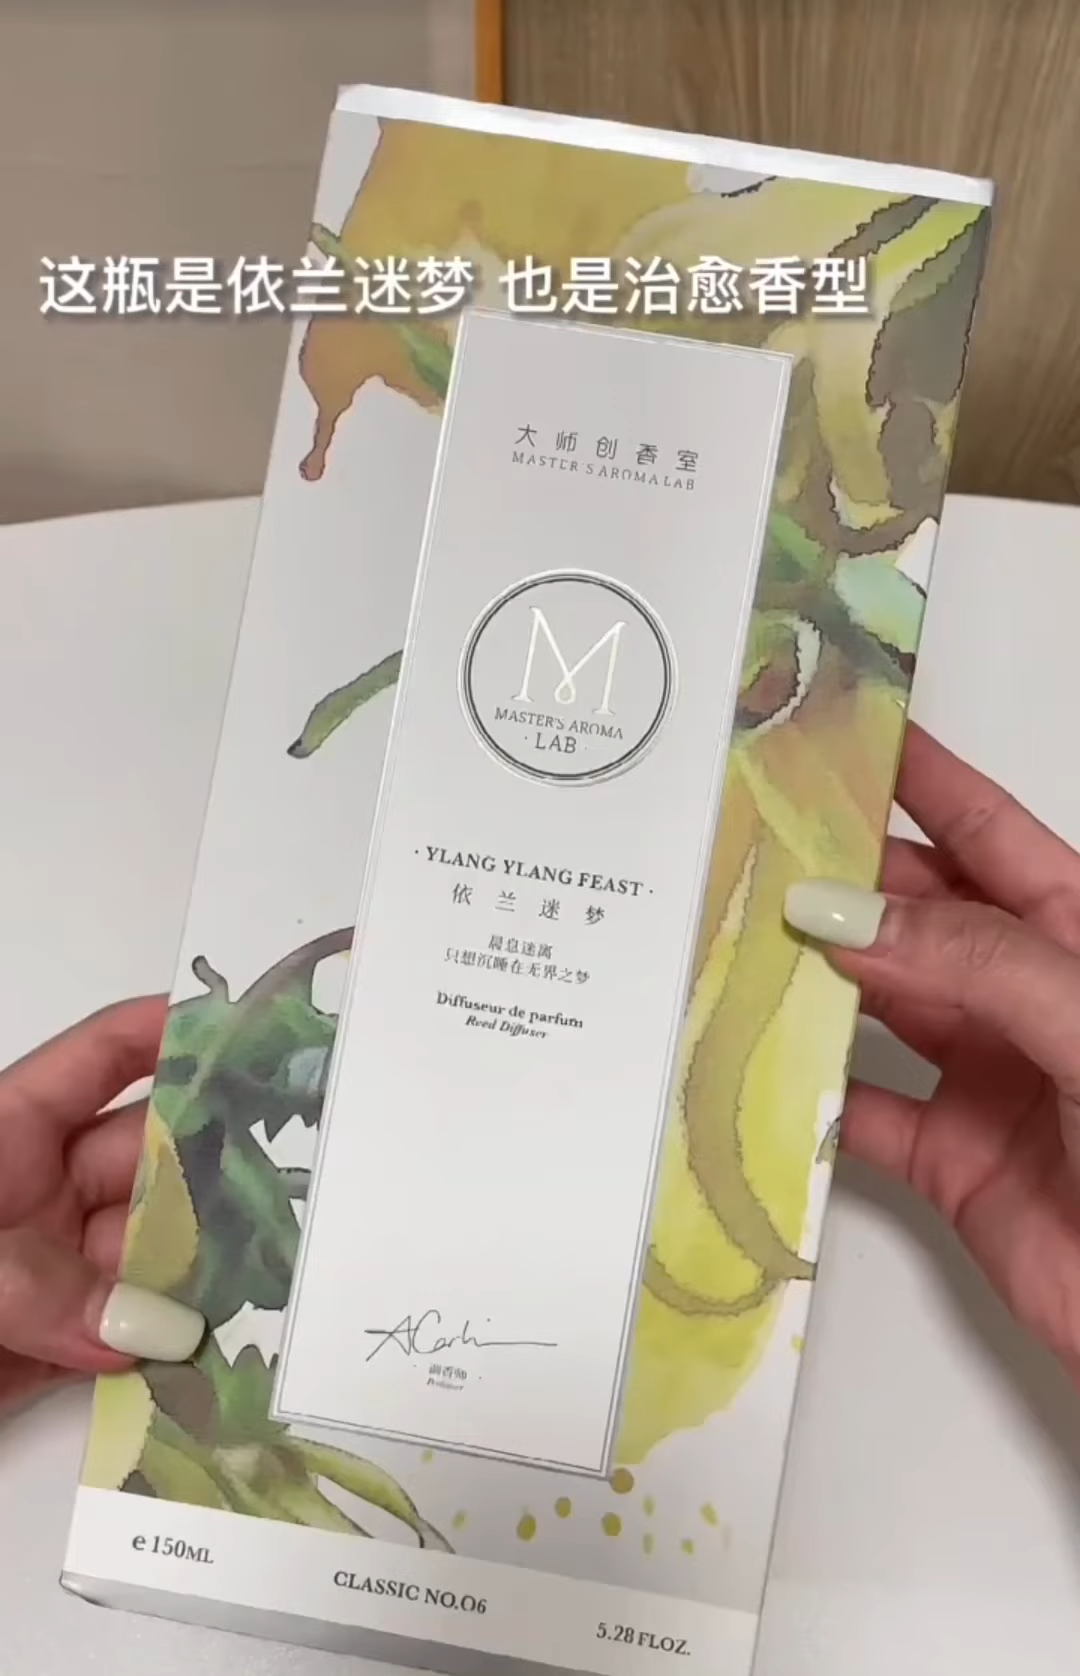 这瓶是依兰迷梦 也是治愈香型
大师创香室
MASTER'S AROMA LAB
M
MASTER'S AROMA
· LAB ·
· YLANG YLANG FEAST ·
依兰迷梦
晨息迷离
只想沉睡在无界之梦
Diffuseur de parfum
Reed Diffuser
· 调香师 ·
Perfumer
e 150ML
CLASSIC NO.06
5.28 FLOZ.